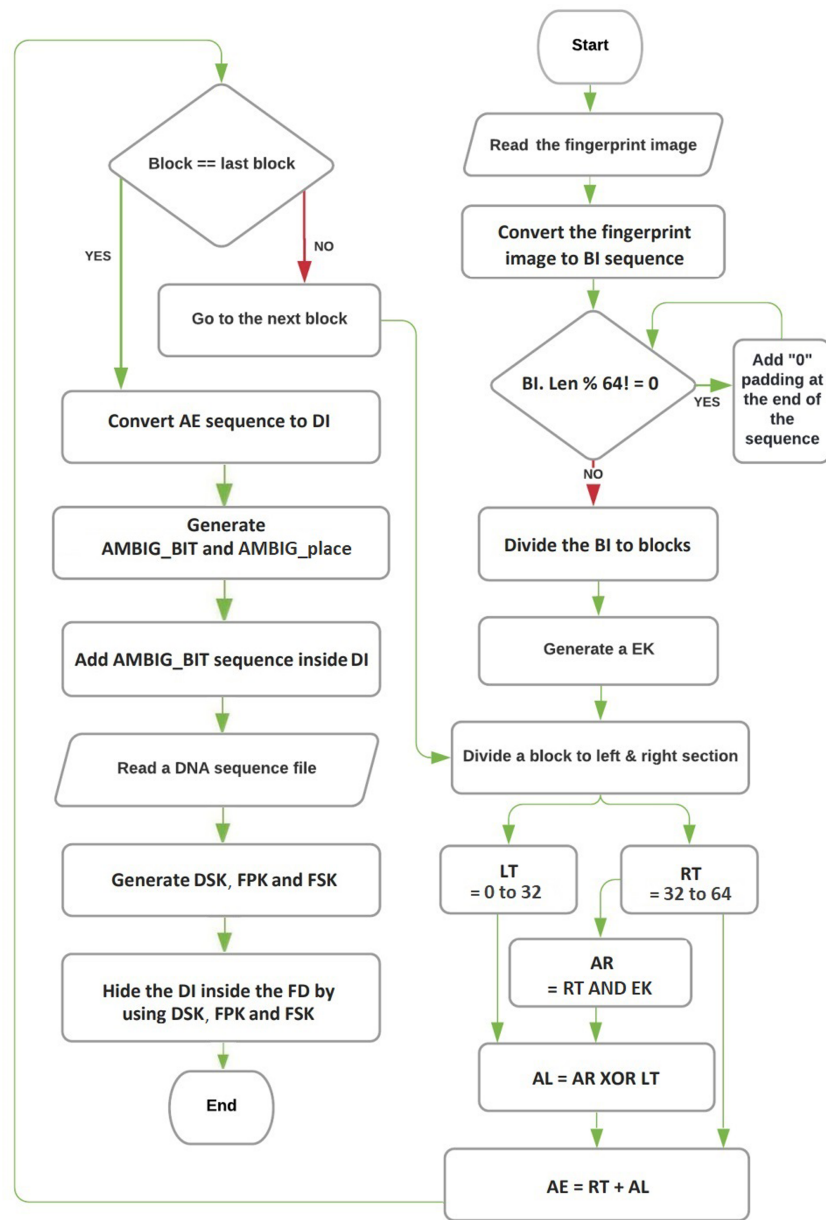 Start
Read the fingerprint image
Convert the fingerprint
image to BI sequence
BI. Len % 64! = 0
YES
Add "0"
padding at
the end of
the
sequence
NO
Divide the BI to blocks
Generate a EK
Divide a block to left & right section
LT
= 0 to 32
RT
= 32 to 64
AR
= RT AND EK
AL = AR XOR LT
AE = RT + AL
Block == last block
YES
NO
Go to the next block
Convert AE sequence to DI
Generate
AMBIG_BIT and AMBIG_place
Add AMBIG_BIT sequence inside DI
Read a DNA sequence file
Generate DSK, FPK and FSK
Hide the DI inside the FD by
using DSK, FPK and FSK
End